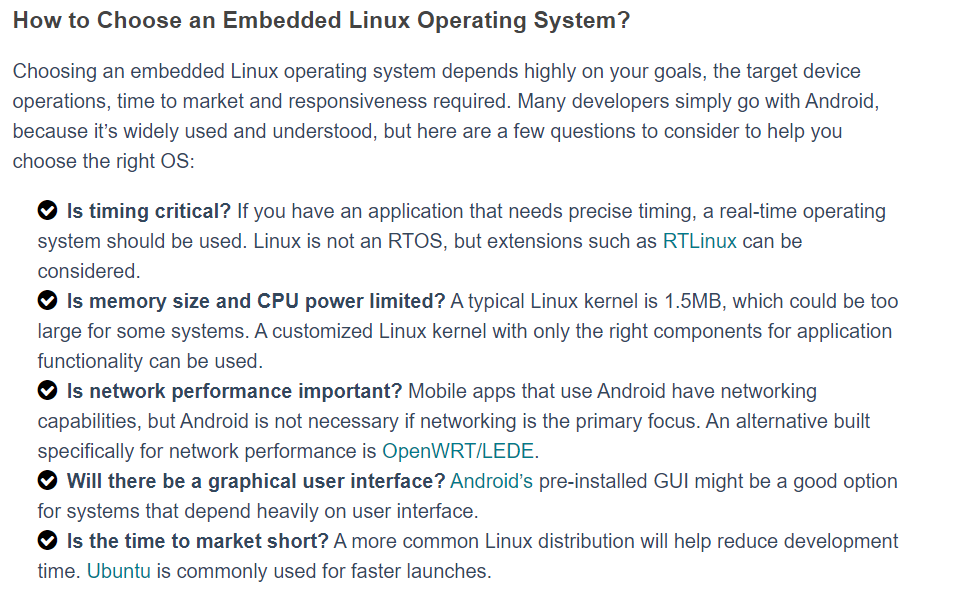 How to Choose an Embedded Linux Operating System?
Choosing an embedded Linux operating system depends highly on your goals, the target device
operations, time to market and responsiveness required. Many developers simply go with Android,
because it’s widely used and understood, but here are a few questions to consider to help you
choose the right OS:
Is timing critical? If you have an application that needs precise timing, a real-time operating
system should be used. Linux is not an RTOS, but extensions such as RTLinux can be
considered.
Is memory size and CPU power limited? A typical Linux kernel is 1.5MB, which could be too
large for some systems. A customized Linux kernel with only the right components for application
functionality can be used.
Is network performance important? Mobile apps that use Android have networking
capabilities, but Android is not necessary if networking is the primary focus. An alternative built
specifically for network performance is OpenWRT/LEDE.
Will there be a graphical user interface? Android’s pre-installed GUI might be a good option
for systems that depend heavily on user interface.
Is the time to market short? A more common Linux distribution will help reduce development
time. Ubuntu is commonly used for faster launches.